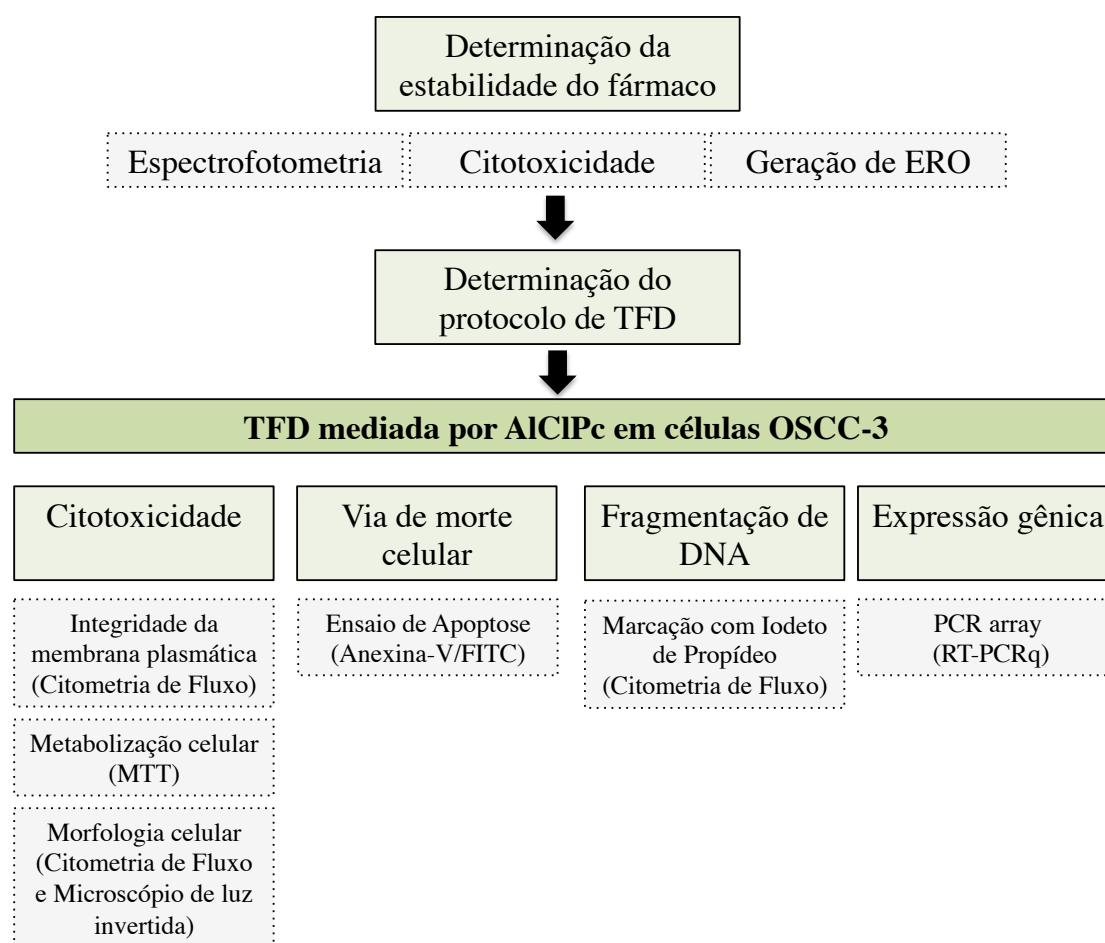 Determinação da
estabilidade do fármaco
Espectrofotometria
Citotoxicidade
Geração de ERO
Determinação do
protocolo de TFD
TFD mediada por AlClPc em células OSCC-3
Citotoxicidade
Via de morte
celular
Fragmentação de
DNA
Expressão gênica
Integridade da
membrana plasmática
(Citometria de Fluxo)
Metabolização celular
(MTT)
Morfologia celular
(Citometria de Fluxo
e Microscópio de luz
invertida)
Ensaio de Apoptose
(Anexina-V/FITC)
Marcação com Iodeto
de Propídeo
(Citometria de Fluxo)
PCR array
(RT-PCRq)